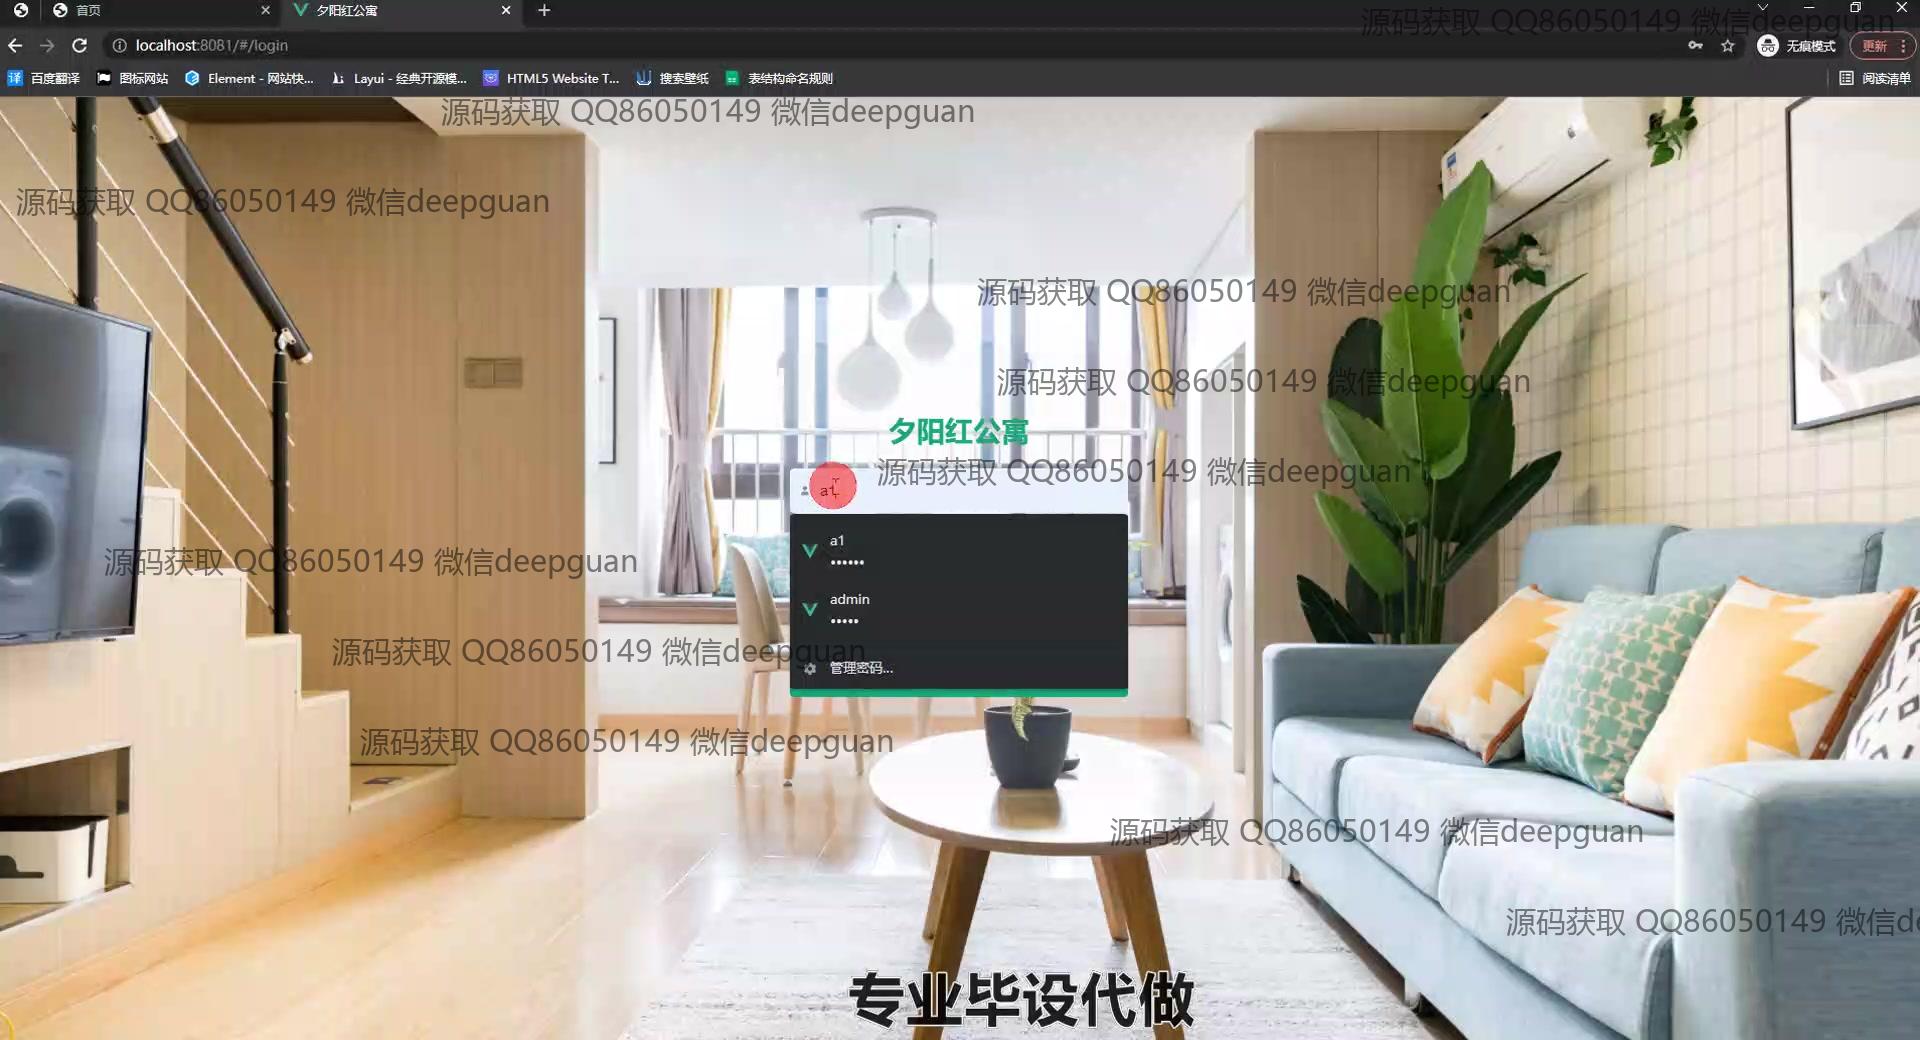 首页
夕阳红公寓
源码获取 QQ86050149 微信deepguan
localhost:8081/#/login
无痕模式
更新
百度翻译
图标网站
Element - 网站快...
Layui - 经典开源模...
HTML5 Website T...
搜索壁纸
表结构命名规则
阅读清单
源码获取 QQ86050149 微信deepguan
源码获取 QQ86050149 微信deepguan
源码获取 QQ86050149 微信deepguan
源码获取 QQ86050149 微信deepguan
夕阳红公寓
源码获取 QQ86050149 微信deepguan
a1
a1
••••••
源码获取 QQ86050149 微信deepguan
admin
•••••
源码获取 QQ86050149 微信deepguan
管理密码...
源码获取 QQ86050149 微信deepguan
源码获取 QQ86050149 微信deepguan
源码获取 QQ86050149 微信de
专业毕设代做